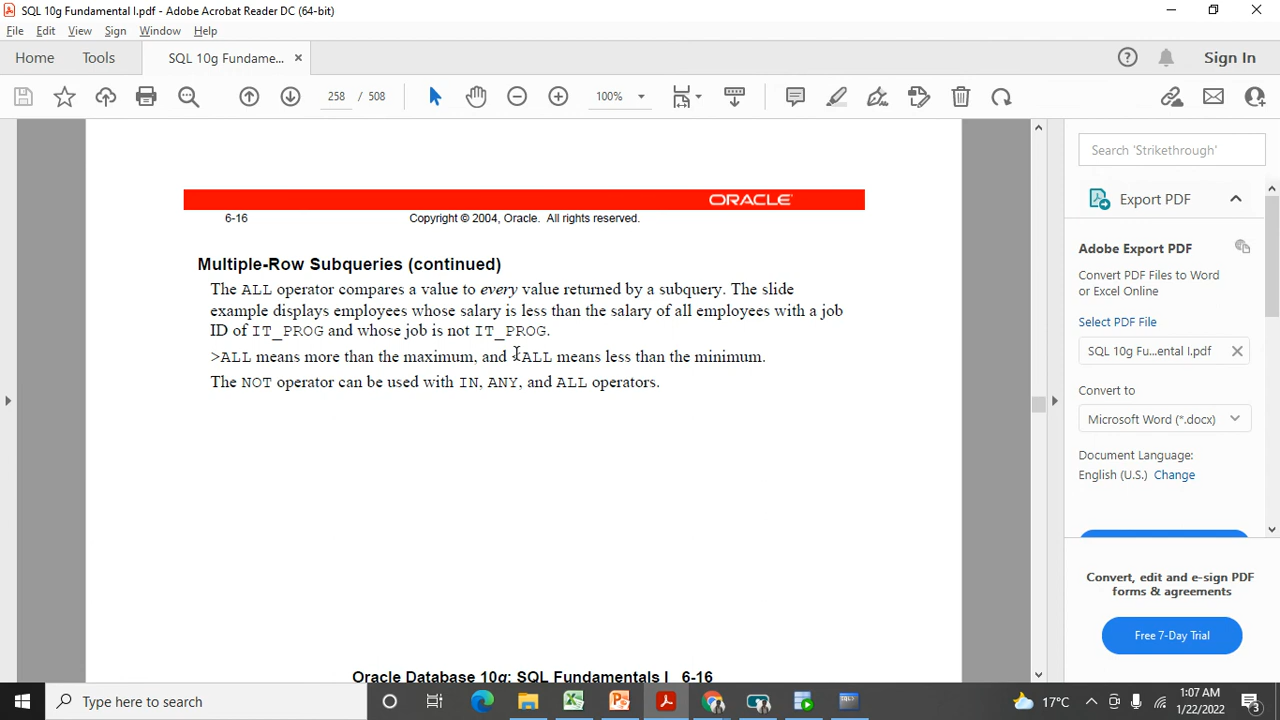 SQL 10g Fundamental I.pdf - Adobe Acrobat Reader DC (64-bit)
File Edit View Sign Window Help
Home Tools SQL 10g Fundame... Sign In
258 / 508 100%
Search 'Strikethrough'
ORACLE
6-16 Copyright © 2004, Oracle. All rights reserved.
Multiple-Row Subqueries (continued)
The ALL operator compares a value to every value returned by a subquery. The slide
example displays employees whose salary is less than the salary of all employees with a job
ID of IT_PROG and whose job is not IT_PROG.
>ALL means more than the maximum, and <ALL means less than the minimum.
The NOT operator can be used with IN, ANY, and ALL operators.
Oracle Database 10g: SQL Fundamentals I 6-16
Export PDF
Adobe Export PDF
Convert PDF Files to Word
or Excel Online
Select PDF File
SQL 10g Fu...ental I.pdf
Convert to
Microsoft Word (*.docx)
Document Language:
English (U.S.) Change
Convert, edit and e-sign PDF
forms & agreements
Free 7-Day Trial
Type here to search
17°C
1:07 AM
1/22/2022
3